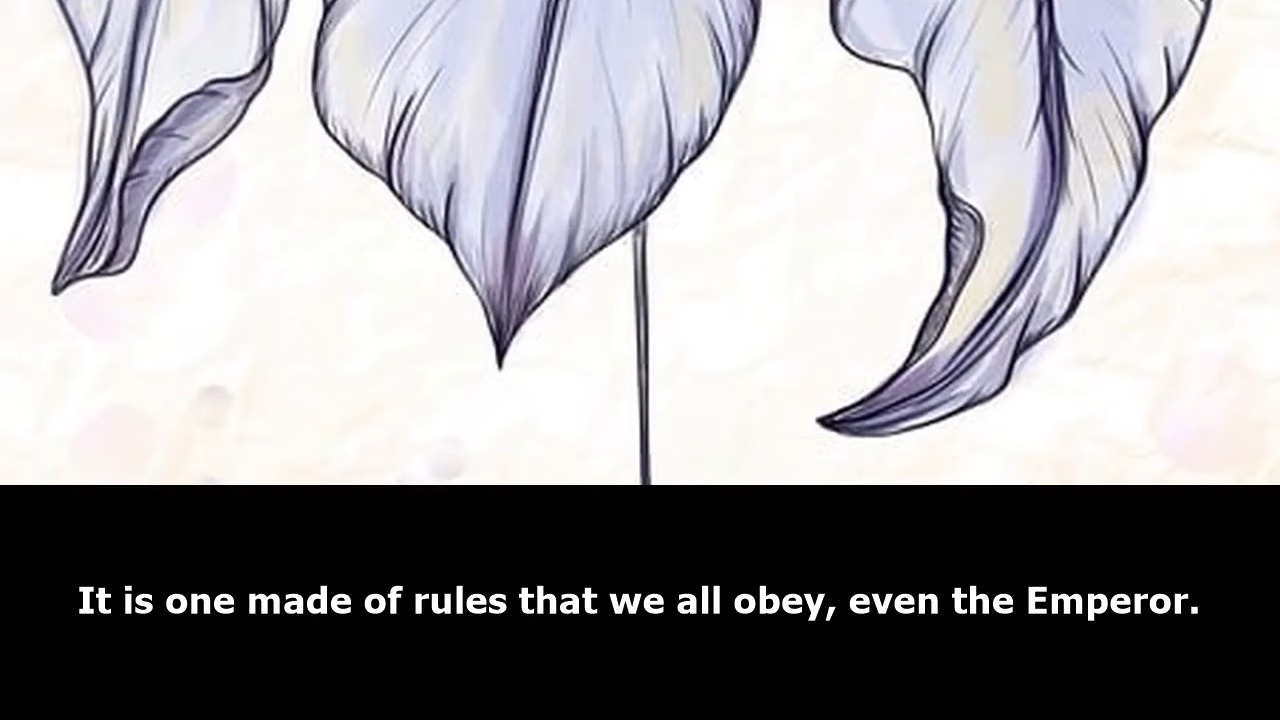 It is one made of rules that we all obey, even the Emperor.